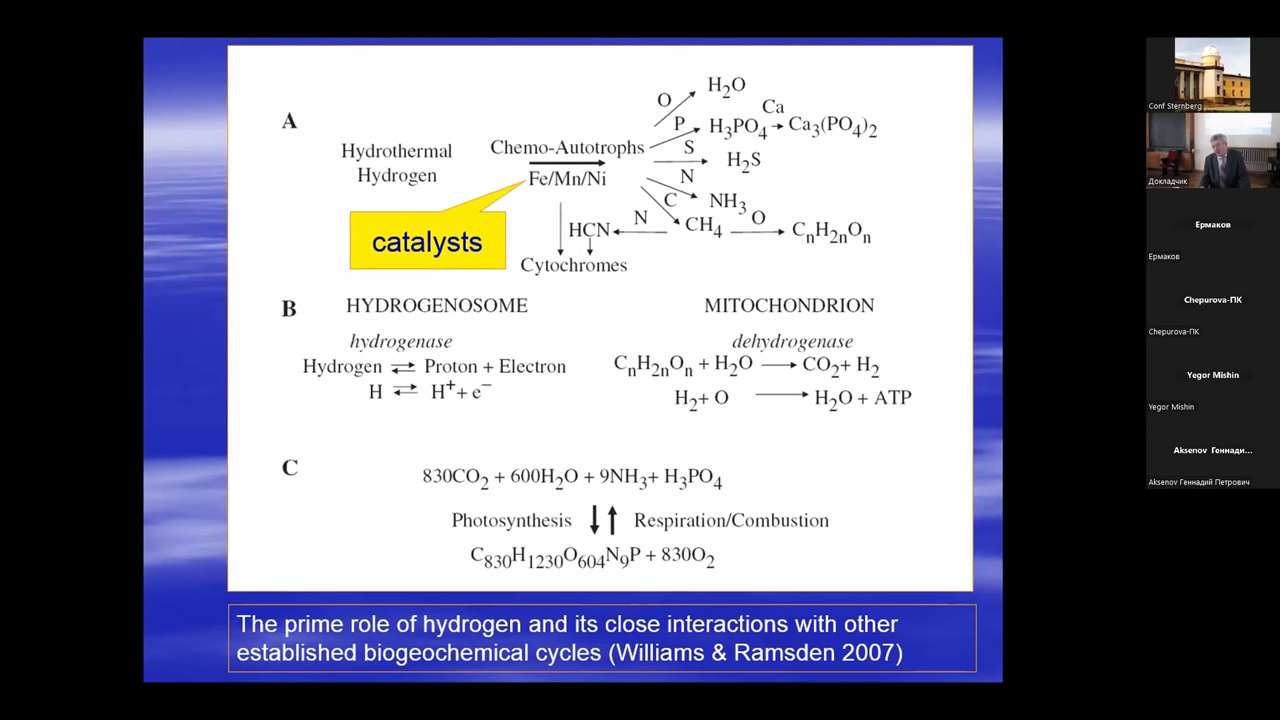 A
Hydrothermal
Hydrogen
Chemo-Autotrophs
Fe/Mn/Ni
catalysts
O
H2O
P
H3PO4
Ca
Ca3(PO4)2
S
H2S
N
NH3
C
CH4
O
CnH2nOn
N
HCN
Cytochromes
B
HYDROGENOSOME
hydrogenase
Hydrogen ⇌ Proton + Electron
H ⇌ H+ + e−
MITOCHONDRION
dehydrogenase
CnH2nOn + H2O → CO2 + H2
H2 + O → H2O + ATP
C
830CO2 + 600H2O + 9NH3 + H3PO4
Photosynthesis ↓↑ Respiration/Combustion
C830H1230O604N9P + 830O2
The prime role of hydrogen and its close interactions with other
established biogeochemical cycles (Williams & Ramsden 2007)
Conf Sternberg
Докладчик
Ермаков
Ермаков
Chepurova-ПК
Chepurova-ПК
Yegor Mishin
Yegor Mishin
Aksenov Геннади...
Aksenov Геннадий Петрович